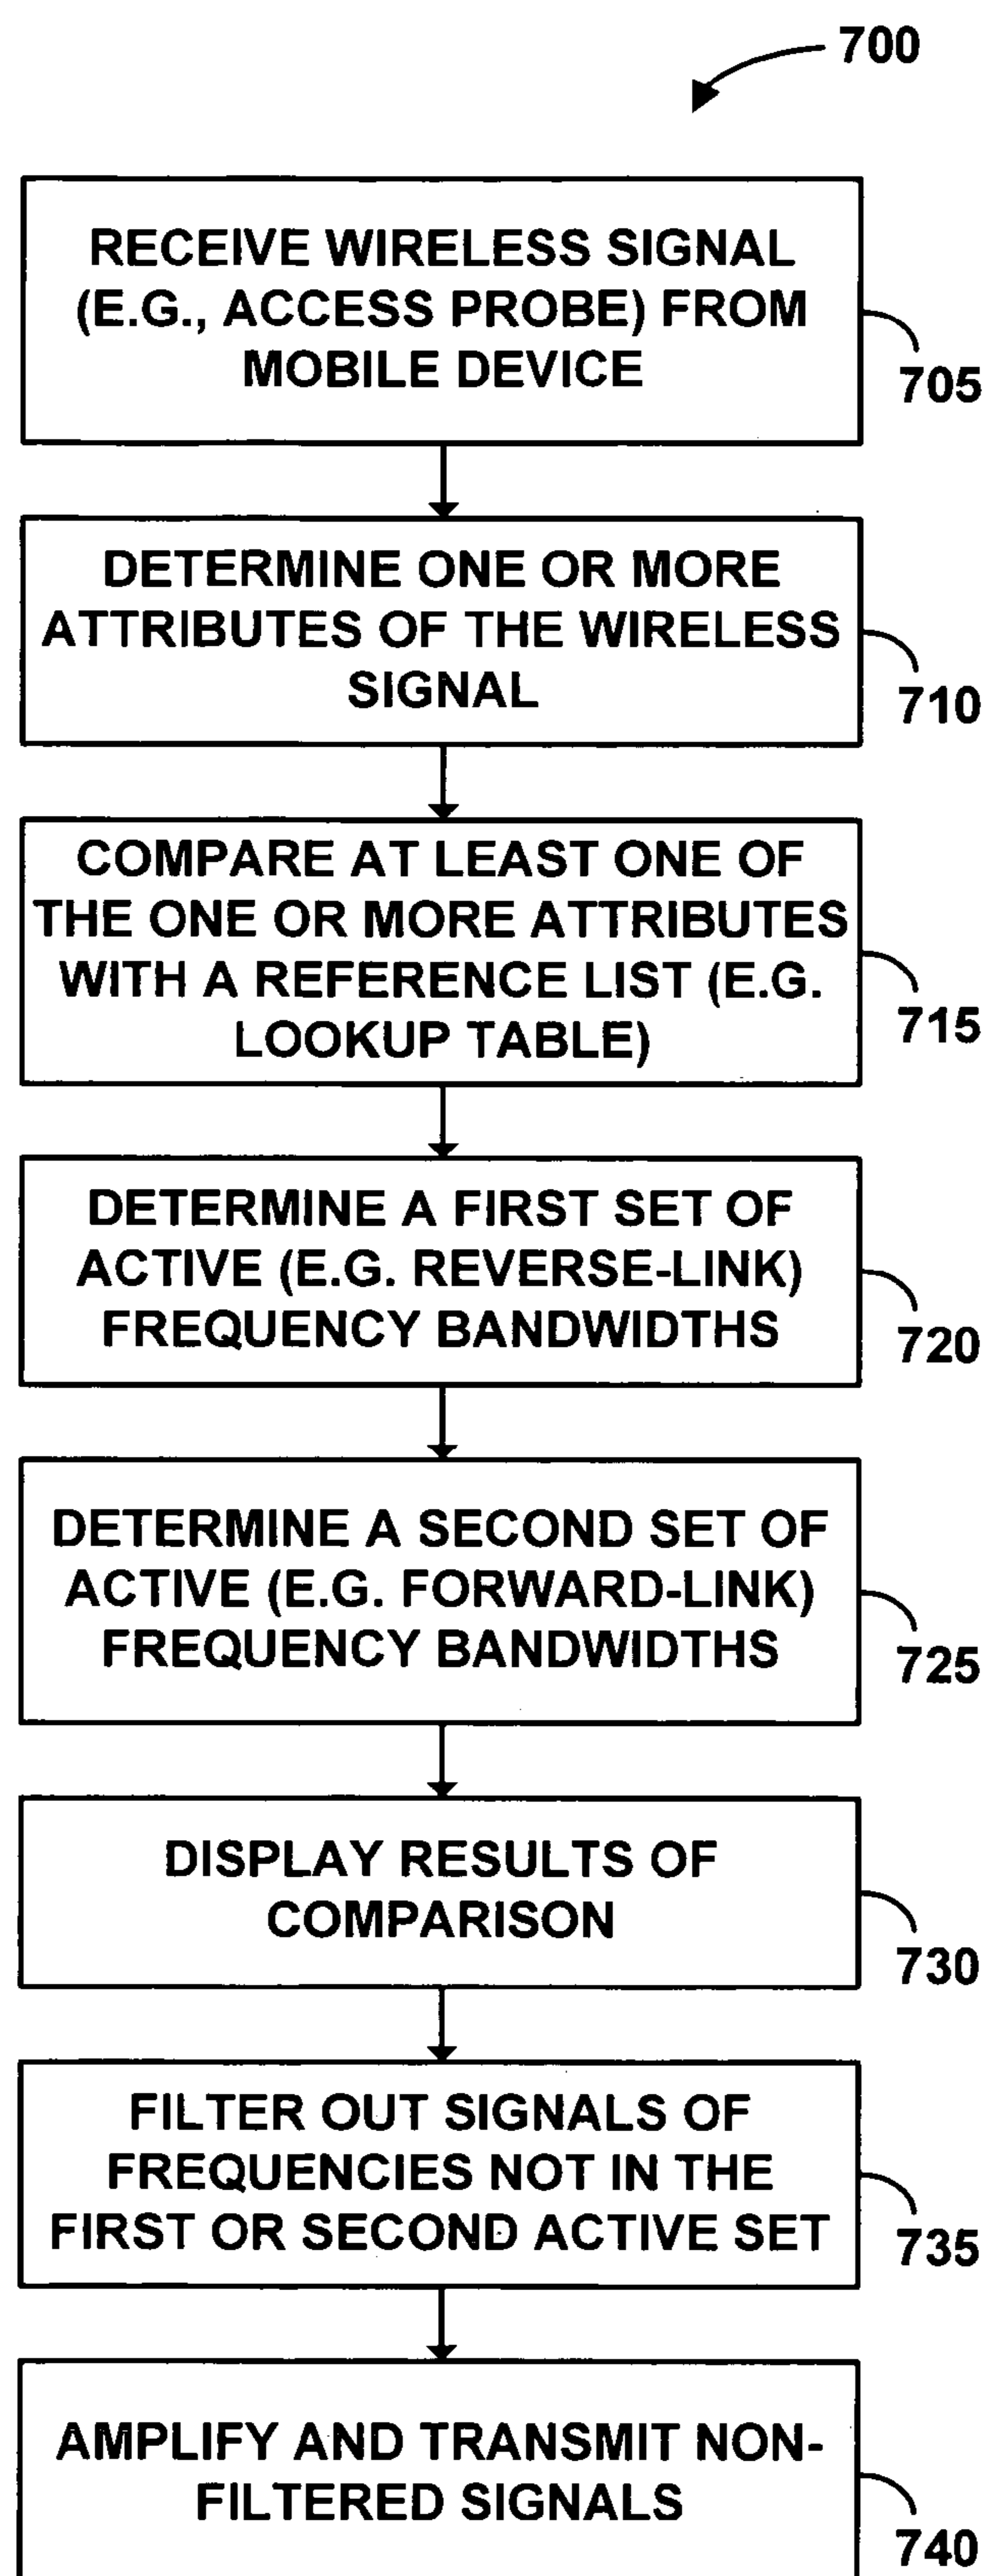 700
RECEIVE WIRELESS SIGNAL
(E.G., ACCESS PROBE) FROM
MOBILE DEVICE
705
DETERMINE ONE OR MORE
ATTRIBUTES OF THE WIRELESS
SIGNAL
710
COMPARE AT LEAST ONE OF
THE ONE OR MORE ATTRIBUTES
WITH A REFERENCE LIST (E.G.
LOOKUP TABLE)
715
DETERMINE A FIRST SET OF
ACTIVE (E.G. REVERSE-LINK)
FREQUENCY BANDWIDTHS
720
DETERMINE A SECOND SET OF
ACTIVE (E.G. FORWARD-LINK)
FREQUENCY BANDWIDTHS
725
DISPLAY RESULTS OF
COMPARISON
730
FILTER OUT SIGNALS OF
FREQUENCIES NOT IN THE
FIRST OR SECOND ACTIVE SET
735
AMPLIFY AND TRANSMIT NON-
FILTERED SIGNALS
740